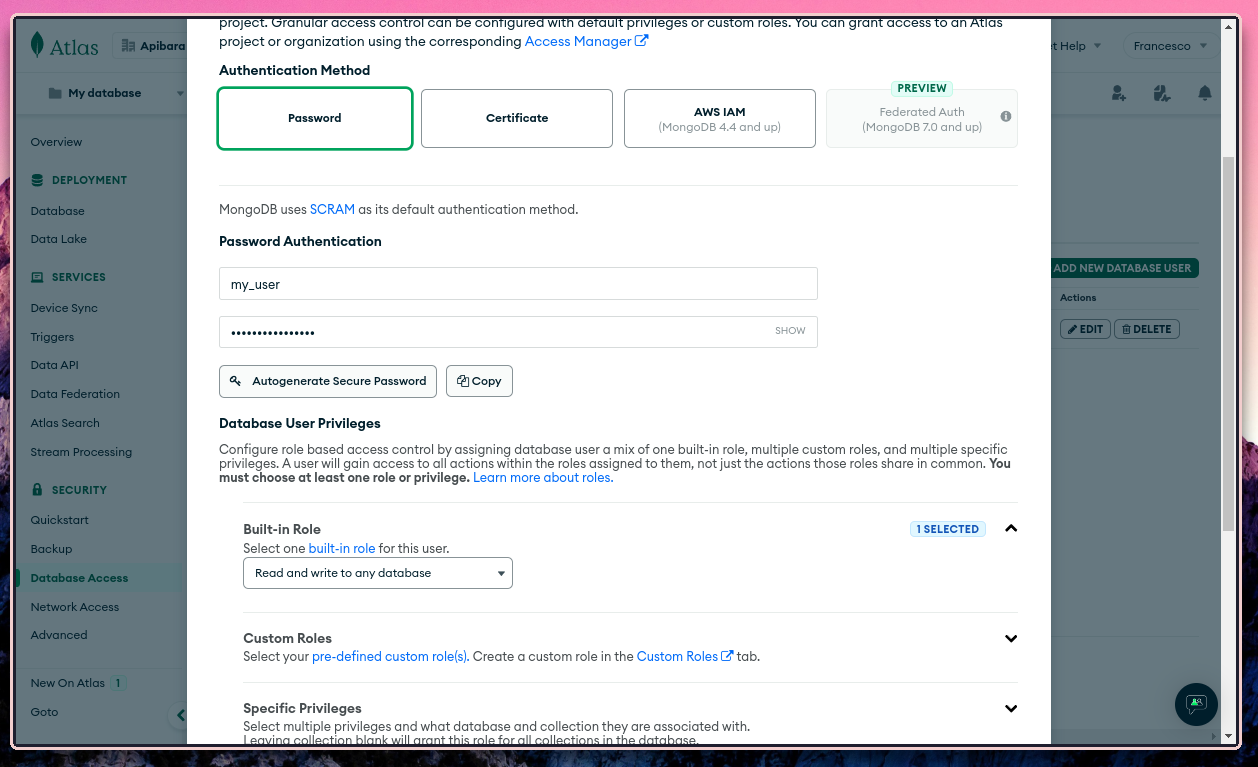 project. Granular access control can be configured with default privileges or custom roles. You can grant access to an Atlas
project or organization using the corresponding Access Manager
Atlas
Apibara
Get Help
Francesco
My database
Overview
DEPLOYMENT
Database
Data Lake
SERVICES
Device Sync
Triggers
Data API
Data Federation
Atlas Search
Stream Processing
SECURITY
Quickstart
Backup
Database Access
Network Access
Advanced
New On Atlas 1
Goto
Authentication Method
Password
Certificate
AWS IAM
(MongoDB 4.4 and up)
PREVIEW
Federated Auth
(MongoDB 7.0 and up)
MongoDB uses SCRAM as its default authentication method.
Password Authentication
my_user
•••••••••••••••• SHOW
Autogenerate Secure Password
Copy
Database User Privileges
Configure role based access control by assigning database user a mix of one built-in role, multiple custom roles, and multiple specific
privileges. A user will gain access to all actions within the roles assigned to them, not just the actions those roles share in common. You
must choose at least one role or privilege. Learn more about roles.
Built-in Role
1 SELECTED
Select one built-in role for this user.
Read and write to any database
Custom Roles
Select your pre-defined custom role(s). Create a custom role in the Custom Roles tab.
Specific Privileges
Select multiple privileges and what database and collection they are associated with.
Leaving collection blank will grant this role for all collections in the database.
ADD NEW DATABASE USER
Actions
EDIT
DELETE